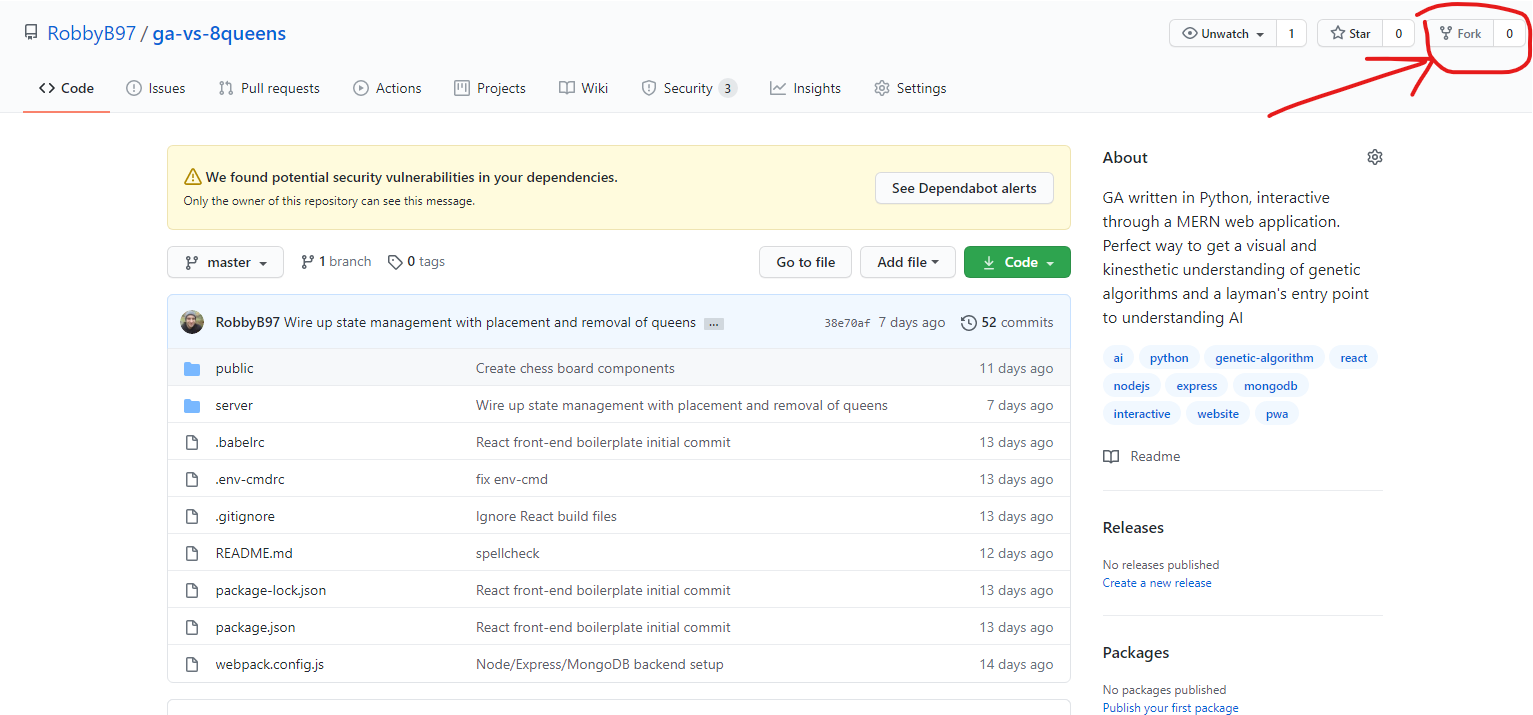 RobbyB97 / ga-vs-8queens
Unwatch 1 Star 0 Fork 0
Code Issues Pull requests Actions Projects Wiki Security 3 Insights Settings
We found potential security vulnerabilities in your dependencies.
Only the owner of this repository can see this message.
See Dependabot alerts
master 1 branch 0 tags Go to file Add file Code
RobbyB97 Wire up state management with placement and removal of queens ... 38e70af 7 days ago 52 commits
public Create chess board components 11 days ago
server Wire up state management with placement and removal of queens 7 days ago
.babelrc React front-end boilerplate initial commit 13 days ago
.env-cmdrc fix env-cmd 13 days ago
.gitignore Ignore React build files 13 days ago
README.md spellcheck 12 days ago
package-lock.json React front-end boilerplate initial commit 13 days ago
package.json React front-end boilerplate initial commit 13 days ago
webpack.config.js Node/Express/MongoDB backend setup 14 days ago
About
GA written in Python, interactive
through a MERN web application.
Perfect way to get a visual and
kinesthetic understanding of genetic
algorithms and a layman's entry point
to understanding AI
ai python genetic-algorithm react
nodejs express mongodb
interactive website pwa
Readme
Releases
No releases published
Create a new release
Packages
No packages published
Publish your first package